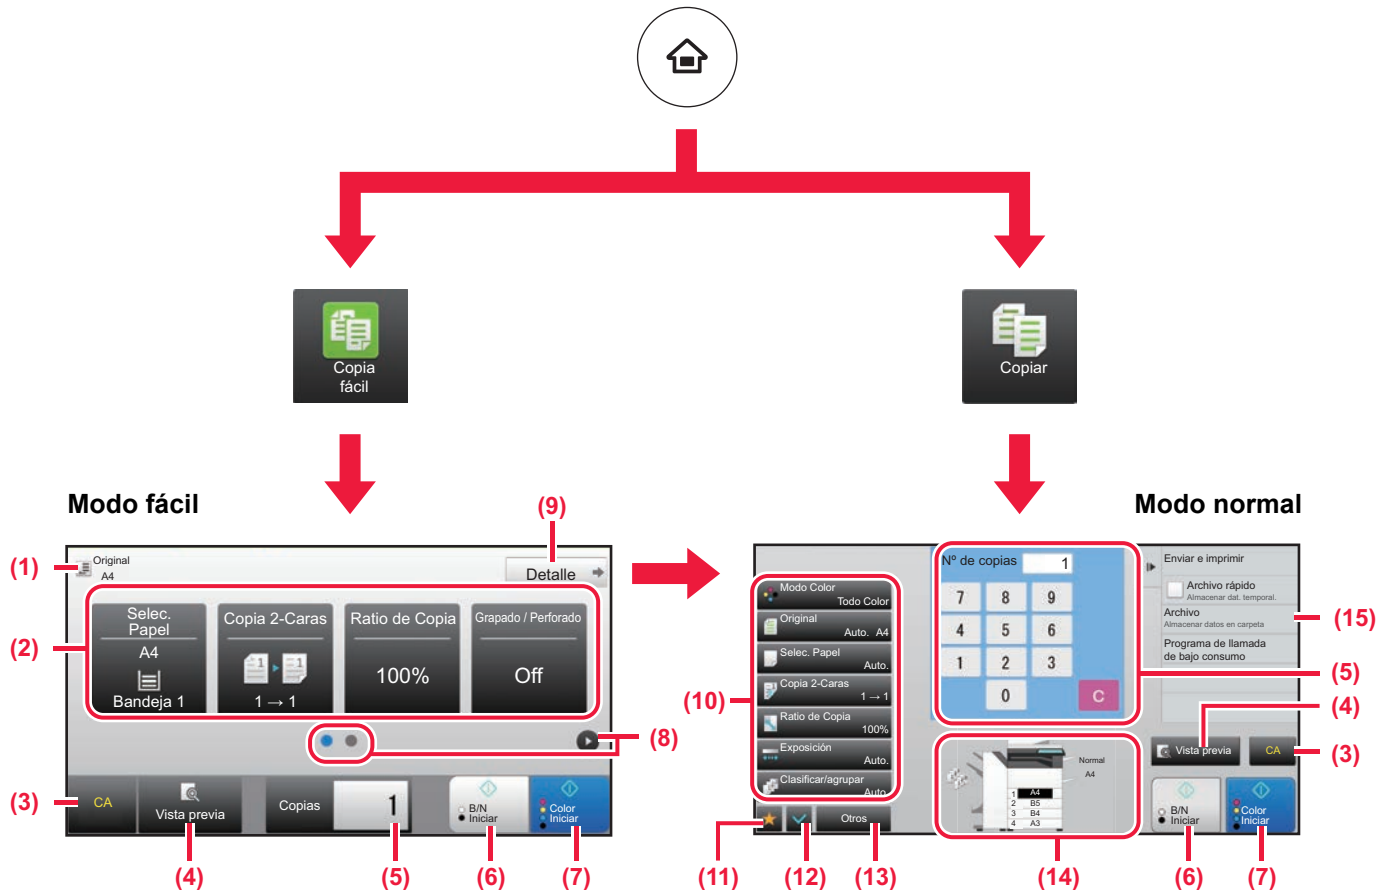 Copia
fácil
Copiar
Modo fácil
(9)
(1)
Original
A4
Detalle
(2)
Selec.
Papel
A4
Bandeja 1
Copia 2-Caras
1
1
1 → 1
Ratio de Copia
100%
Grapado / Perforado
Off
(8)
(3)
CA
Vista previa
Copias
1
B/N
Iniciar
Color
Iniciar
(4)
(5)
(6)
(7)
Modo normal
(10)
Modo Color
Todo Color
Original
Auto. A4
Selec. Papel
Auto.
Copia 2-Caras
1 → 1
Ratio de Copia
100%
Exposición
Auto.
Clasificar/agrupar
Auto.
Otros
Nº de copias
1
7 8 9
4 5 6
1 2 3
0 C
Enviar e imprimir
Archivo rápido
Almacenar dat. temporal.
Archivo
Almacenar datos en carpeta
Programa de llamada
de bajo consumo
(15)
(5)
(4)
Vista previa
CA
(3)
Normal
A4
1 A4
2 B5
3 B4
4 A3
B/N
Iniciar
Color
Iniciar
(11)
(12)
(13)
(14)
(6)
(7)